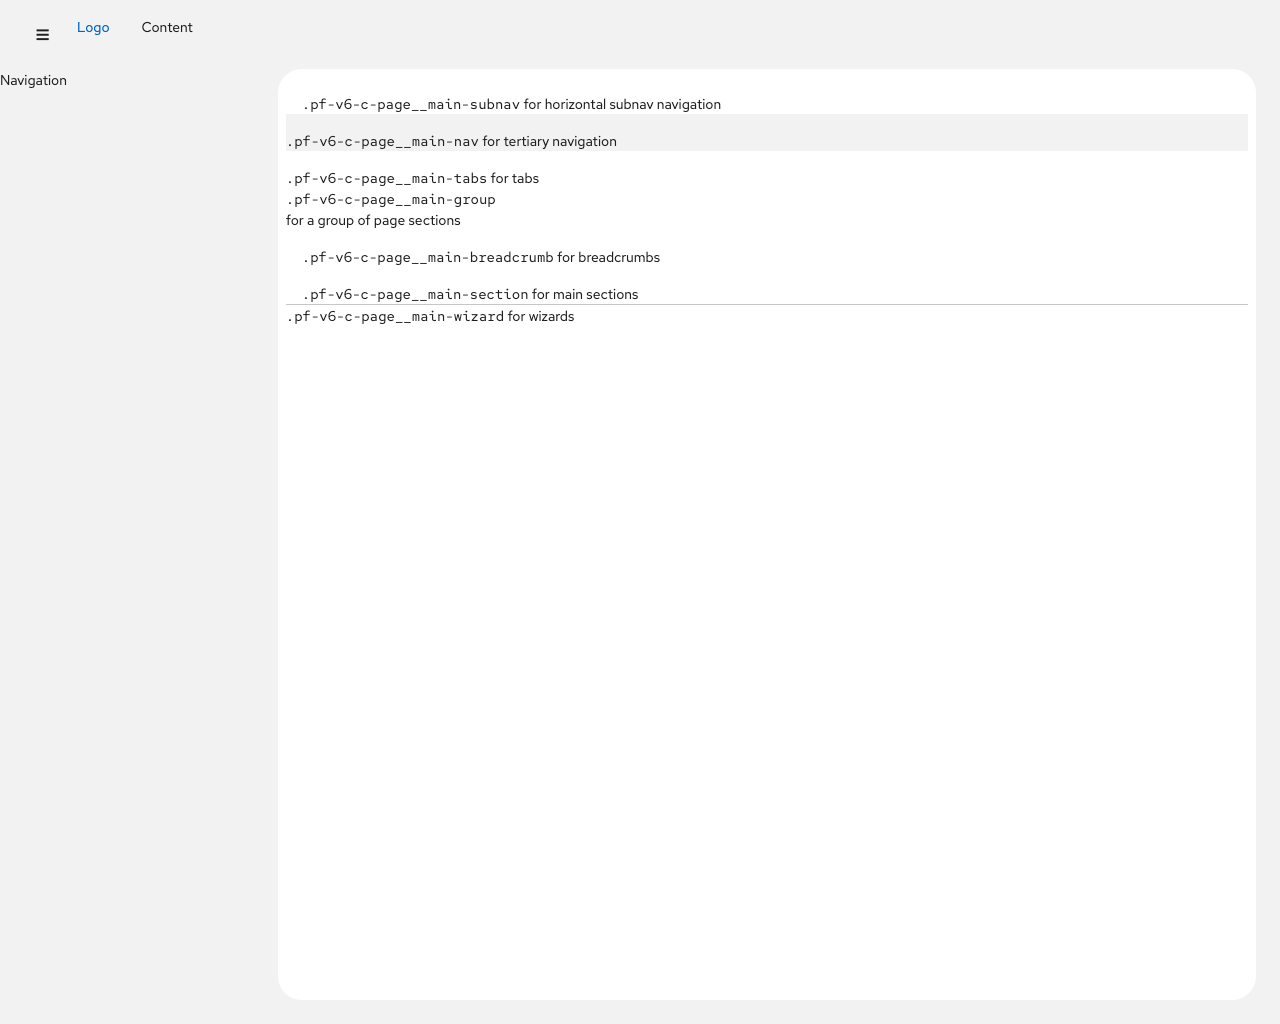 Logo
Content
Navigation
.pf-v6-c-page__main-subnav for horizontal subnav navigation
.pf-v6-c-page__main-nav for tertiary navigation
.pf-v6-c-page__main-tabs for tabs
.pf-v6-c-page__main-group
for a group of page sections
.pf-v6-c-page__main-breadcrumb for breadcrumbs
.pf-v6-c-page__main-section for main sections
.pf-v6-c-page__main-wizard for wizards